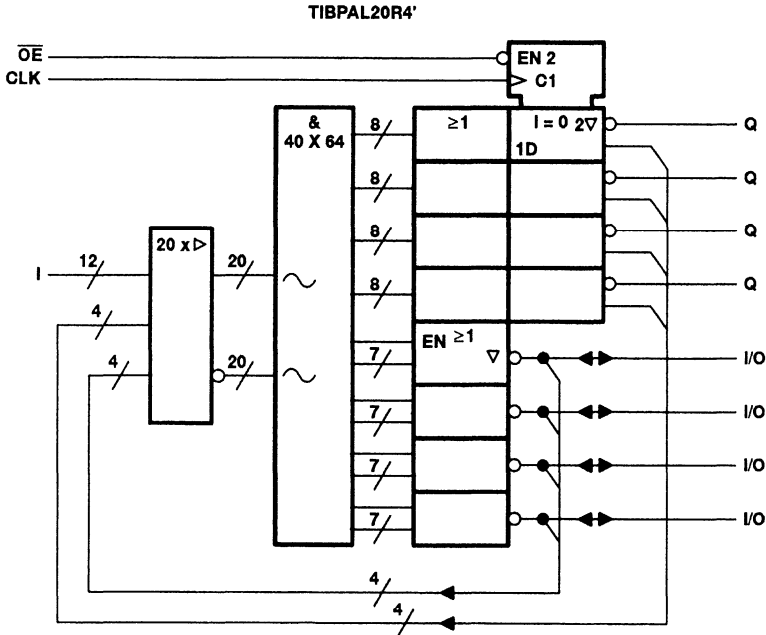 TIBPAL20R4'
OE
EN 2
CLK
C1
&
40 X 64
8
≥1
I = 0 2▽
Q
1D
8
Q
8
Q
20 x ▷
I
12
20
8
Q
4
EN ≥1
▽
7
I/O
4
20
7
I/O
7
I/O
7
I/O
4
4